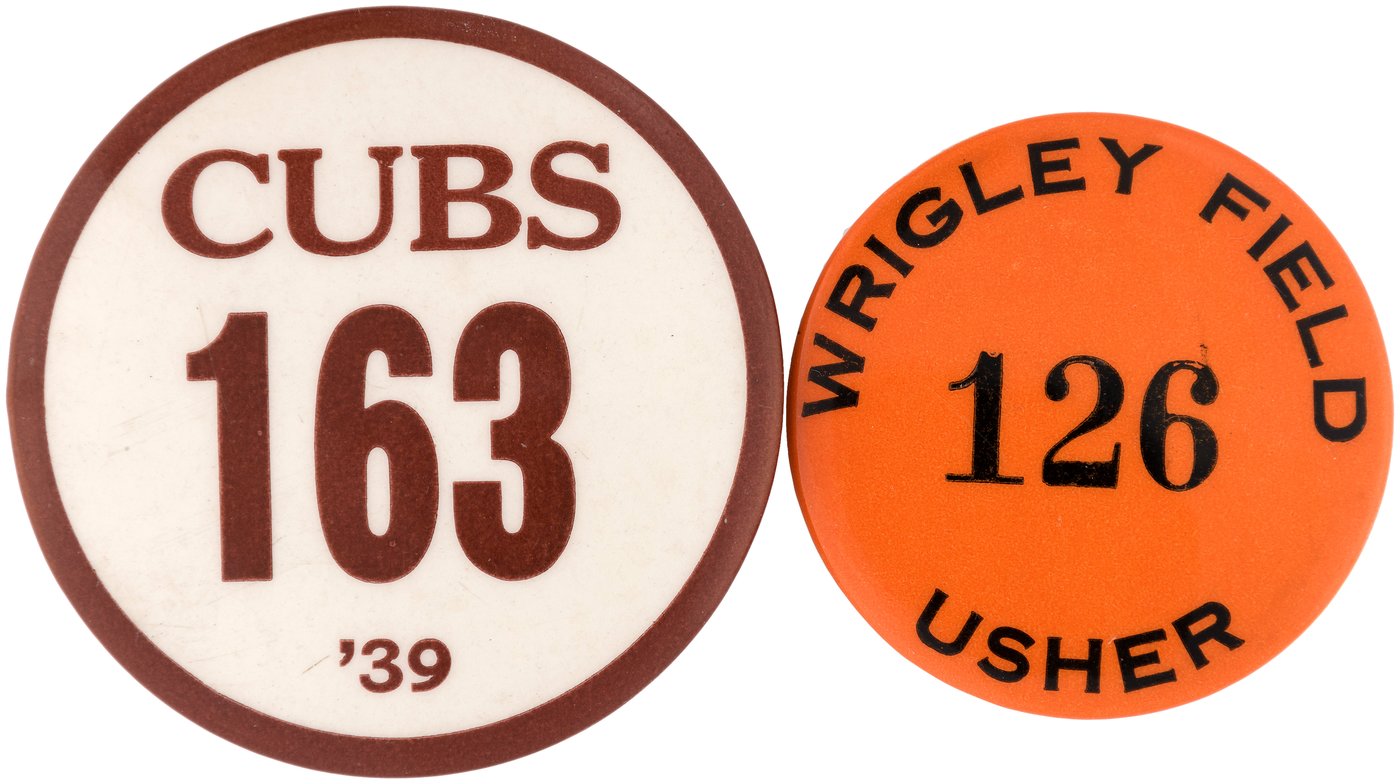 CUBS
163
’39
WRIGLEY FIELD
126
USHER